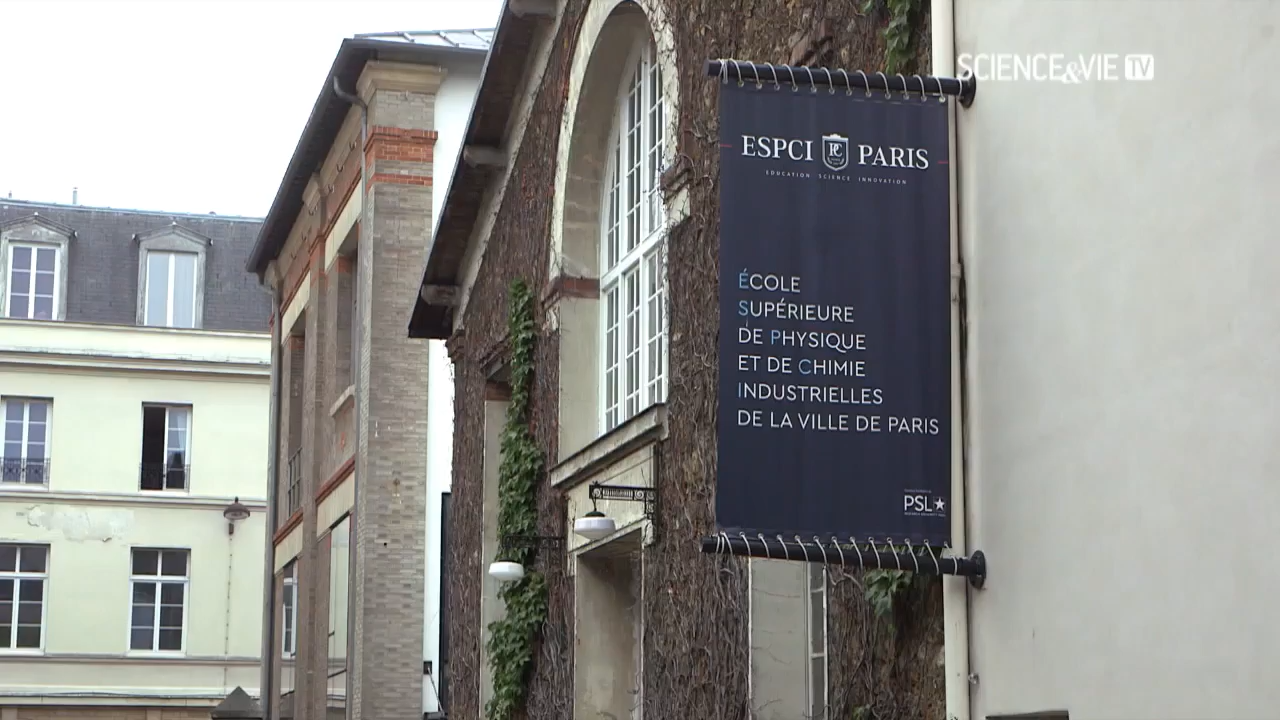 SCIENCE&VIE TV
ESPCI PC PARIS
EDUCATION SCIENCE INNOVATION
ÉCOLE
SUPÉRIEURE
DE PHYSIQUE
ET DE CHIMIE
INDUSTRIELLES
DE LA VILLE DE PARIS
PSL★